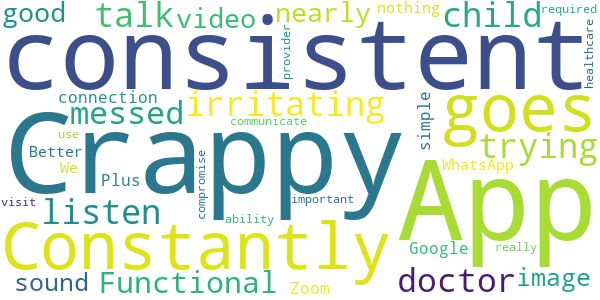 good talk video nearly nothing child required
consistent
provider
healthcare
connection
messed irritating goes
communicate
simple
trying
use
Better
We
Crappy
Plus
compromise
important
WhatsApp
App
visit
listen
ability
Constantly
Google really
sound Functional Zoom doctor image